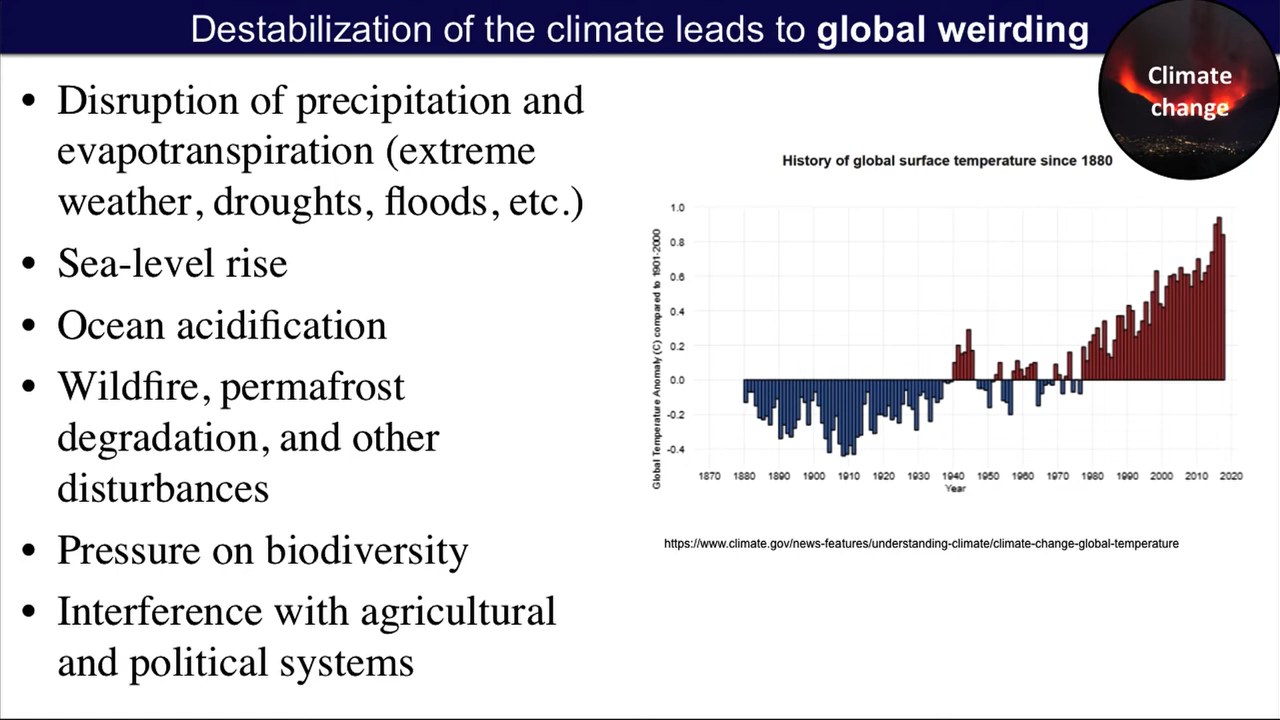 Destabilization of the climate leads to global weirding
Climate
change
• Disruption of precipitation and
evapotranspiration (extreme
weather, droughts, floods, etc.)
• Sea-level rise
• Ocean acidification
• Wildfire, permafrost
degradation, and other
disturbances
• Pressure on biodiversity
• Interference with agricultural
and political systems
History of global surface temperature since 1880
Global Temperature Anomaly (C) compared to 1901-2000
1.0
0.8
0.6
0.4
0.2
0.0
-0.2
-0.4
1870 1880 1890 1900 1910 1920 1930 1940 1950 1960 1970 1980 1990 2000 2010 2020
Year
https://www.climate.gov/news-features/understanding-climate/climate-change-global-temperature